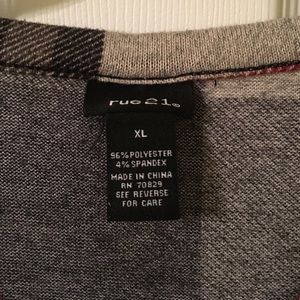 rue21®
XL
96% POLYESTER
4% SPANDEX
MADE IN CHINA
RN 70829
SEE REVERSE
FOR CARE